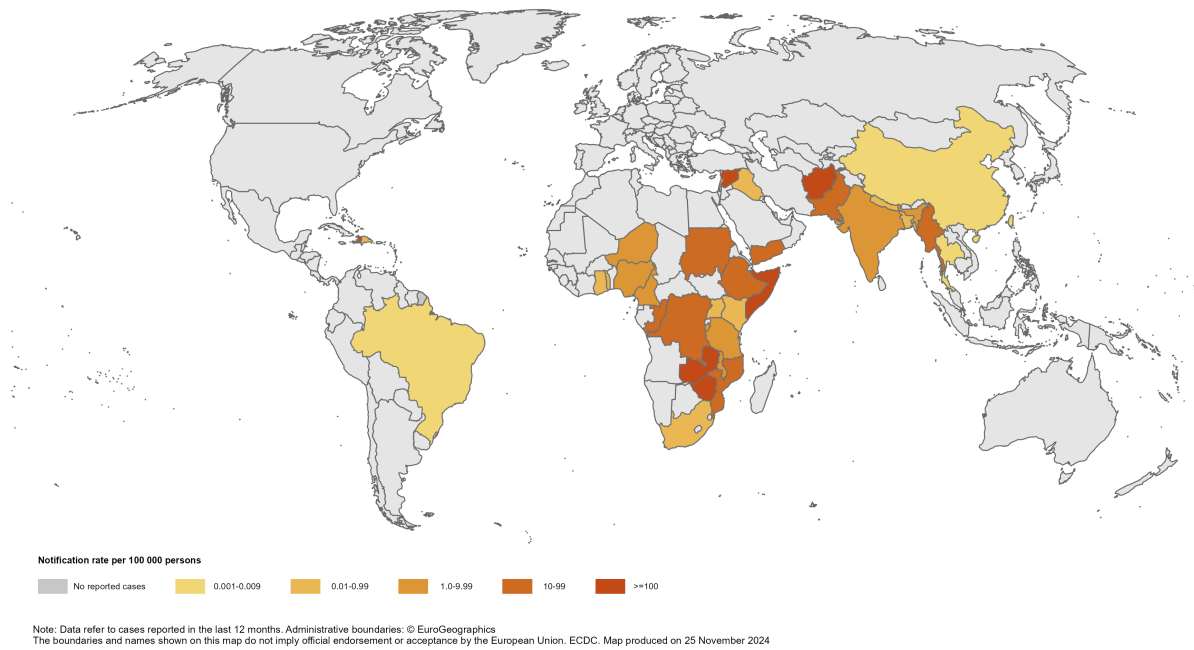 Notification rate per 100 000 persons
No reported cases
0.001-0.009
0.01-0.99
1.0-9.99
10-99
>=100
Note: Data refer to cases reported in the last 12 months. Administrative boundaries: © EuroGeographics
The boundaries and names shown on this map do not imply official endorsement or acceptance by the European Union. ECDC. Map produced on 25 November 2024